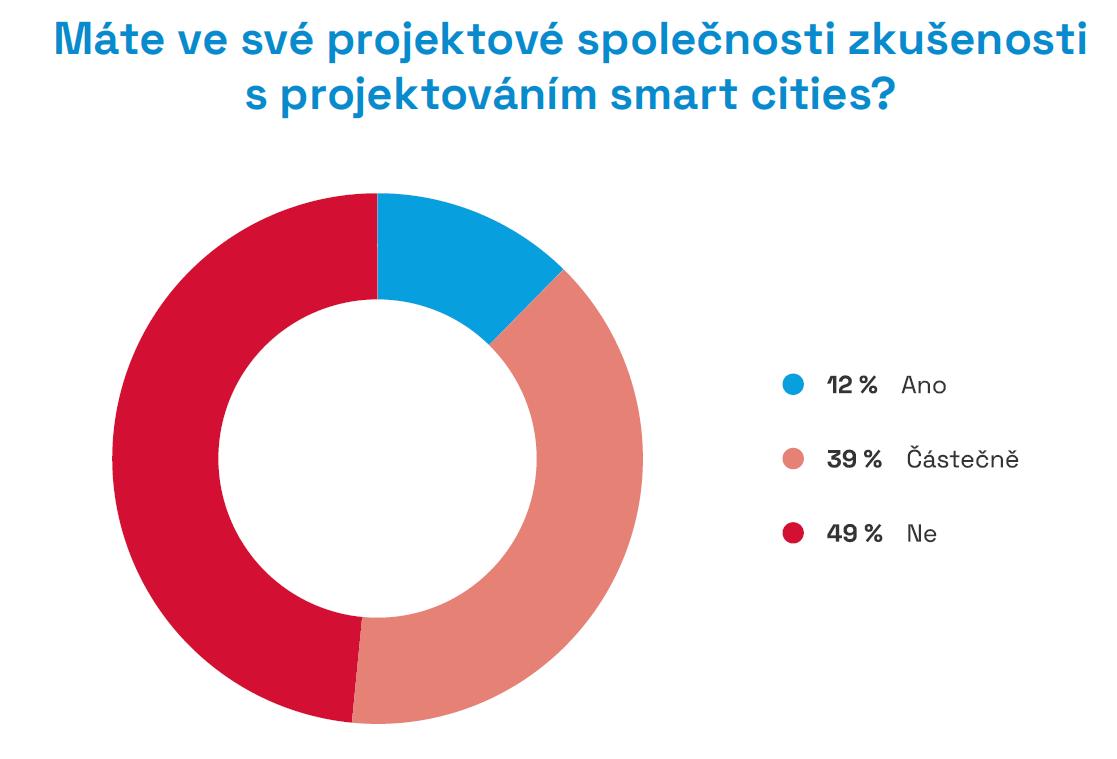 Máte ve své projektové společnosti zkušenosti
s projektováním smart cities?
12 % Ano
39 % Částečně
49 % Ne